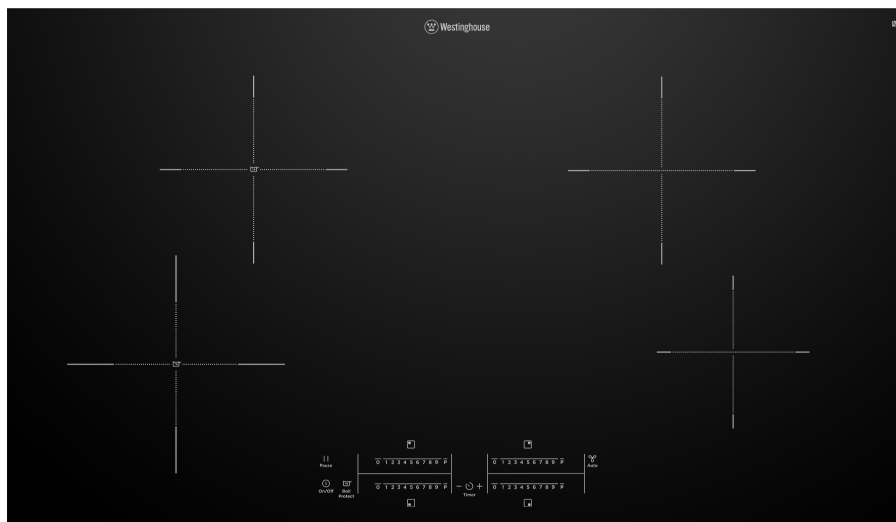 Westinghouse
Pause
0 1 2 3 4 5 6 7 8 9 P
0 1 2 3 4 5 6 7 8 9 P
Auto
On/Off
Boil
Protect
0 1 2 3 4 5 6 7 8 9 P
Timer
0 1 2 3 4 5 6 7 8 9 P